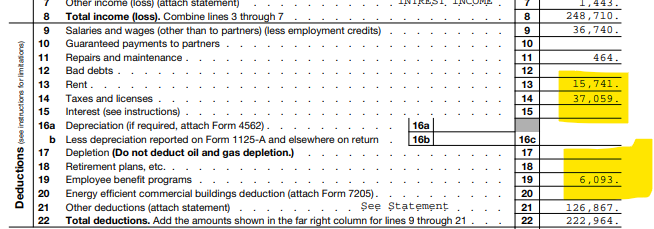 7 Other income (loss) (attach statement) . . . INTREST INCOME . . . 7 1,443.
8 Total income (loss). Combine lines 3 through 7 . . . 8 248,710.
9 Salaries and wages (other than to partners) (less employment credits) . . . 9 36,740.
10 Guaranteed payments to partners . . . 10
11 Repairs and maintenance . . . 11 464.
12 Bad debts . . . 12
13 Rent . . . 13 15,741.
14 Taxes and licenses . . . 14 37,059.
15 Interest (see instructions) . . . 15
16a Depreciation (if required, attach Form 4562) . . . 16a
b Less depreciation reported on Form 1125-A and elsewhere on return 16b 16c
17 Depletion (Do not deduct oil and gas depletion.) . . . 17
18 Retirement plans, etc. . . . 18
19 Employee benefit programs . . . 19 6,093.
20 Energy efficient commercial buildings deduction (attach Form 7205) . . . 20
21 Other deductions (attach statement) . . . See Statement . . . 21 126,867.
22 Total deductions. Add the amounts shown in the far right column for lines 9 through 21 . . . 22 222,964.
Deductions (see instructions for limitations)